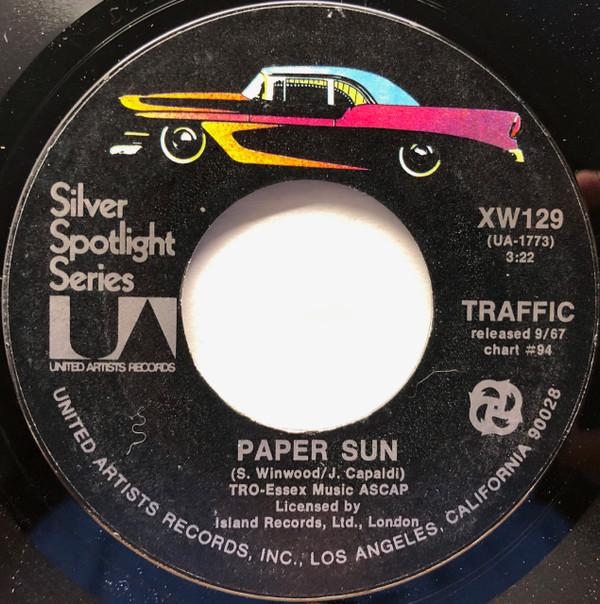 Silver
Spotlight
Series
UA
UNITED ARTISTS RECORDS
XW129
(UA-1773)
3:22
TRAFFIC
released 9/67
chart #94
PAPER SUN
(S. Winwood/J. Capaldi)
TRO-Essex Music ASCAP
Licensed by
Island Records, Ltd., London
UNITED ARTISTS RECORDS, INC., LOS ANGELES, CALIFORNIA 90028